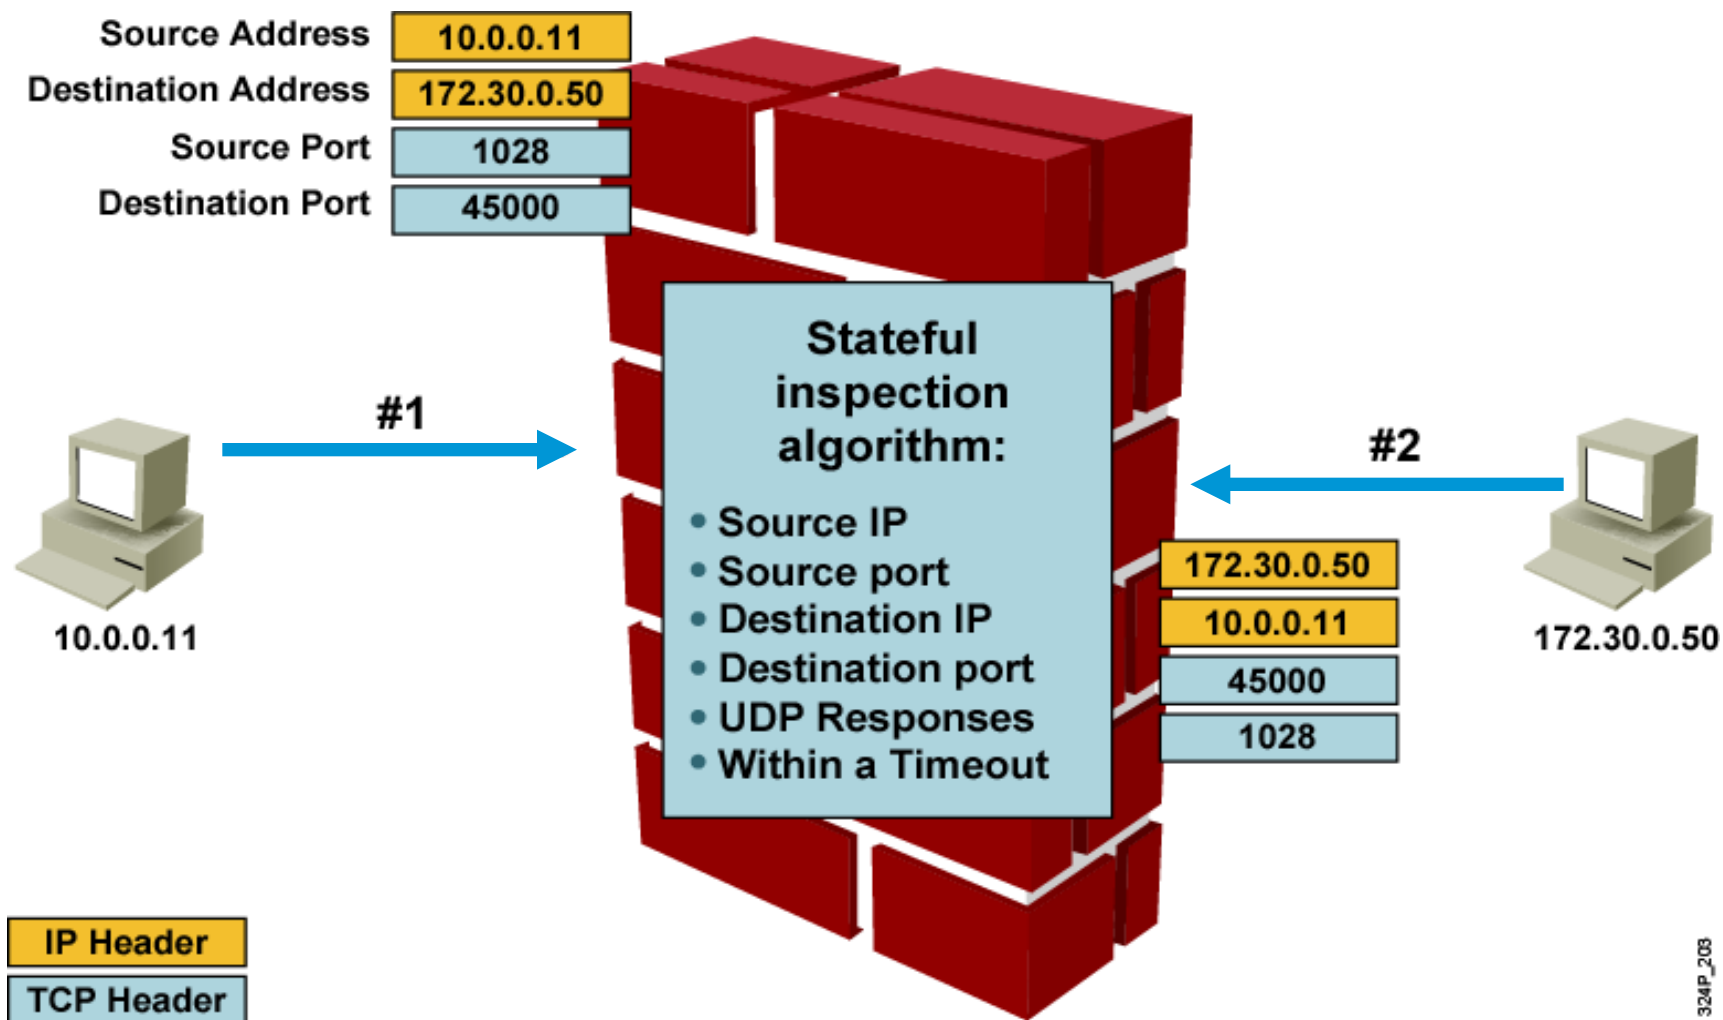 Source Address 10.0.0.11
Destination Address 172.30.0.50
Source Port 1028
Destination Port 45000
Stateful
inspection
algorithm:
• Source IP
• Source port
• Destination IP
• Destination port
• UDP Responses
• Within a Timeout
#1
10.0.0.11
#2
172.30.0.50
10.0.0.11
45000
1028
172.30.0.50
IP Header
TCP Header
324P_203